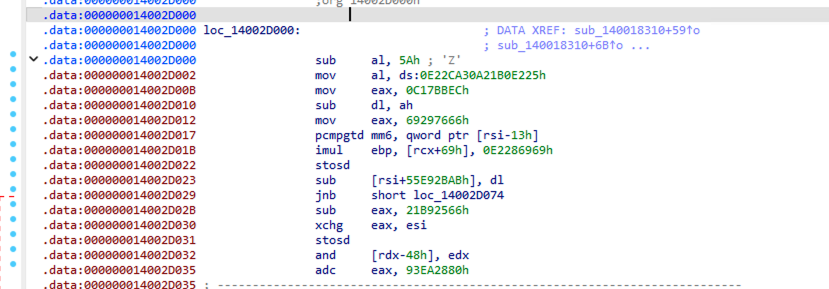 .data:000000014002D000 ;org 14002D000h
.data:000000014002D000
.data:000000014002D000 loc_14002D000: ; DATA XREF: sub_140018310+59↑o
.data:000000014002D000 ; sub_140018310+6B↑o ...
.data:000000014002D000 sub al, 5Ah ; 'Z'
.data:000000014002D002 mov al, ds:0E22CA30A21B0E225h
.data:000000014002D00B mov eax, 0C17BBECh
.data:000000014002D010 sub dl, ah
.data:000000014002D012 mov eax, 69297666h
.data:000000014002D017 pcmpgtd mm6, qword ptr [rsi-13h]
.data:000000014002D01B imul ebp, [rcx+69h], 0E2286969h
.data:000000014002D022 stosd
.data:000000014002D023 sub [rsi+55E92BABh], dl
.data:000000014002D029 jnb short loc_14002D074
.data:000000014002D02B sub eax, 21B92566h
.data:000000014002D030 xchg eax, esi
.data:000000014002D031 stosd
.data:000000014002D032 and [rdx-48h], edx
.data:000000014002D035 adc eax, 93EA2880h
.data:000000014002D035 ; ---------------------------------------------------------------------------